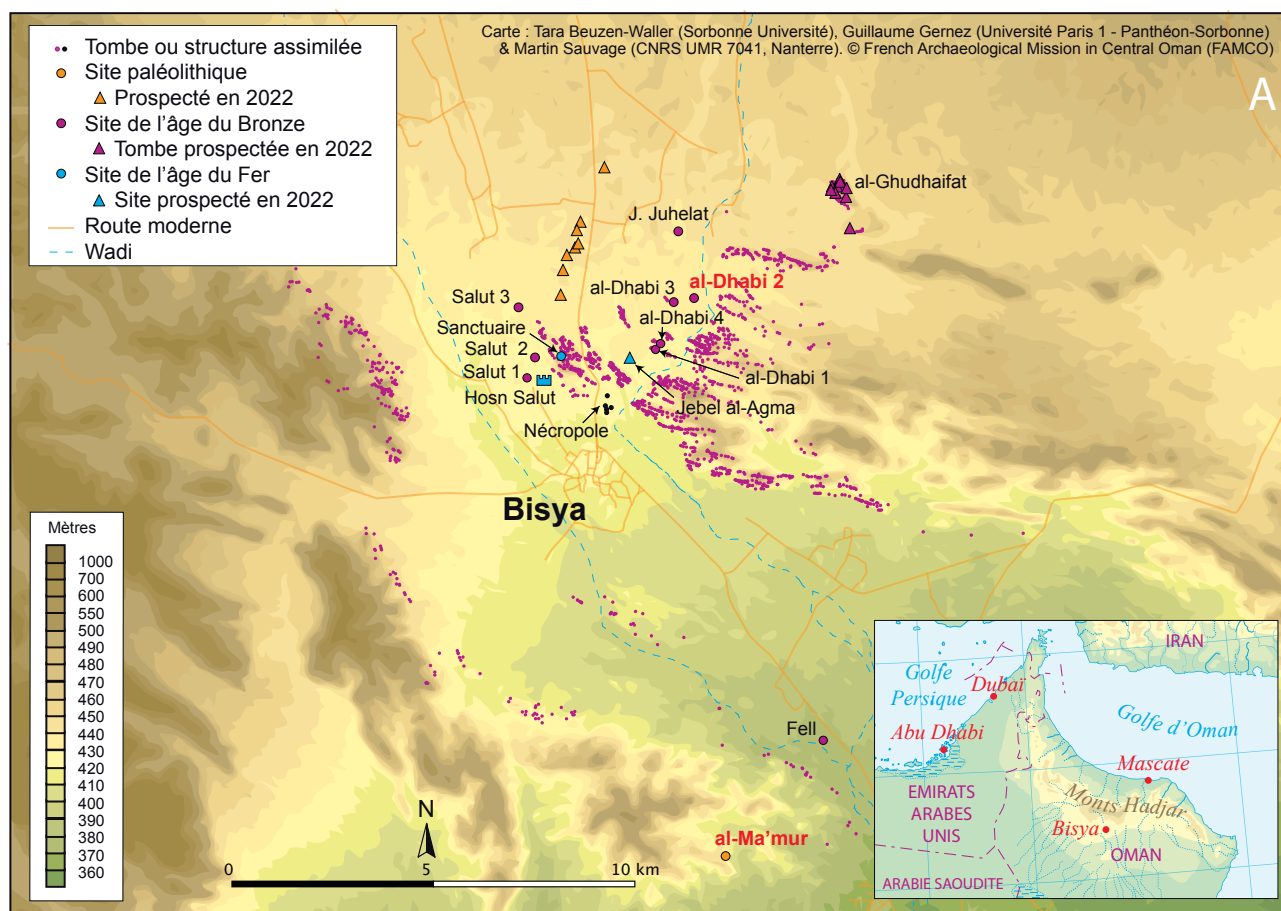 Carte : Tara Beuzen-Waller (Sorbonne Université), Guillaume Gernez (Université Paris 1 - Panthéon-Sorbonne)
& Martin Sauvage (CNRS UMR 7041, Nanterre). © French Archaeological Mission in Central Oman (FAMCO)
A
Tombe ou structure assimilée
Site paléolithique
Prospecté en 2022
Site de l'âge du Bronze
Tombe prospectée en 2022
Site de l'âge du Fer
Site prospecté en 2022
Route moderne
Wadi
al-Ghudhaifat
J. Juhelat
al-Dhabi 2
al-Dhabi 3
Salut 3
al-Dhabi 4
Sanctuaire
Salut 2
Salut 1
al-Dhabi 1
Hosn Salut
Jebel al-Agma
Nécropole
Bisya
Fell
al-Ma'mur
Mètres
1000
700
600
550
500
490
480
470
460
450
430
420
410
400
390
380
370
360
N
0
5
10 km
IRAN
Golfe
Persique
Dubaï
Golfe d'Oman
Abu Dhabi
Mascate
EMIRATS
ARABES
UNIS
Monts Hadjar
Bisya
OMAN
ARABIE SAOUDITE